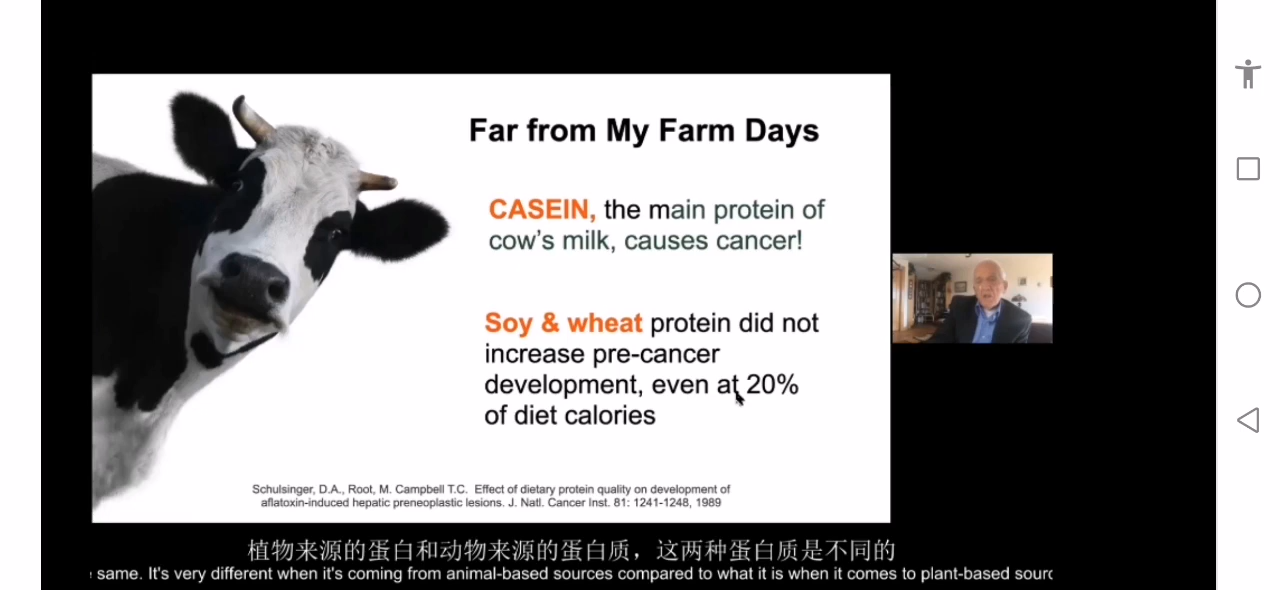 Far from My Farm Days
CASEIN, the main protein of
cow's milk, causes cancer!
Soy & wheat protein did not
increase pre-cancer
development, even at 20%
of diet calories
Schulsinger, D.A., Root, M. Campbell T.C. Effect of dietary protein quality on development of
aflatoxin-induced hepatic preneoplastic lesions. J. Natl. Cancer Inst. 81: 1241-1248, 1989
植物来源的蛋白和动物来源的蛋白质，这两种蛋白质是不同的
same. It's very different when it's coming from animal-based sources compared to what it is when it comes to plant-based sourc